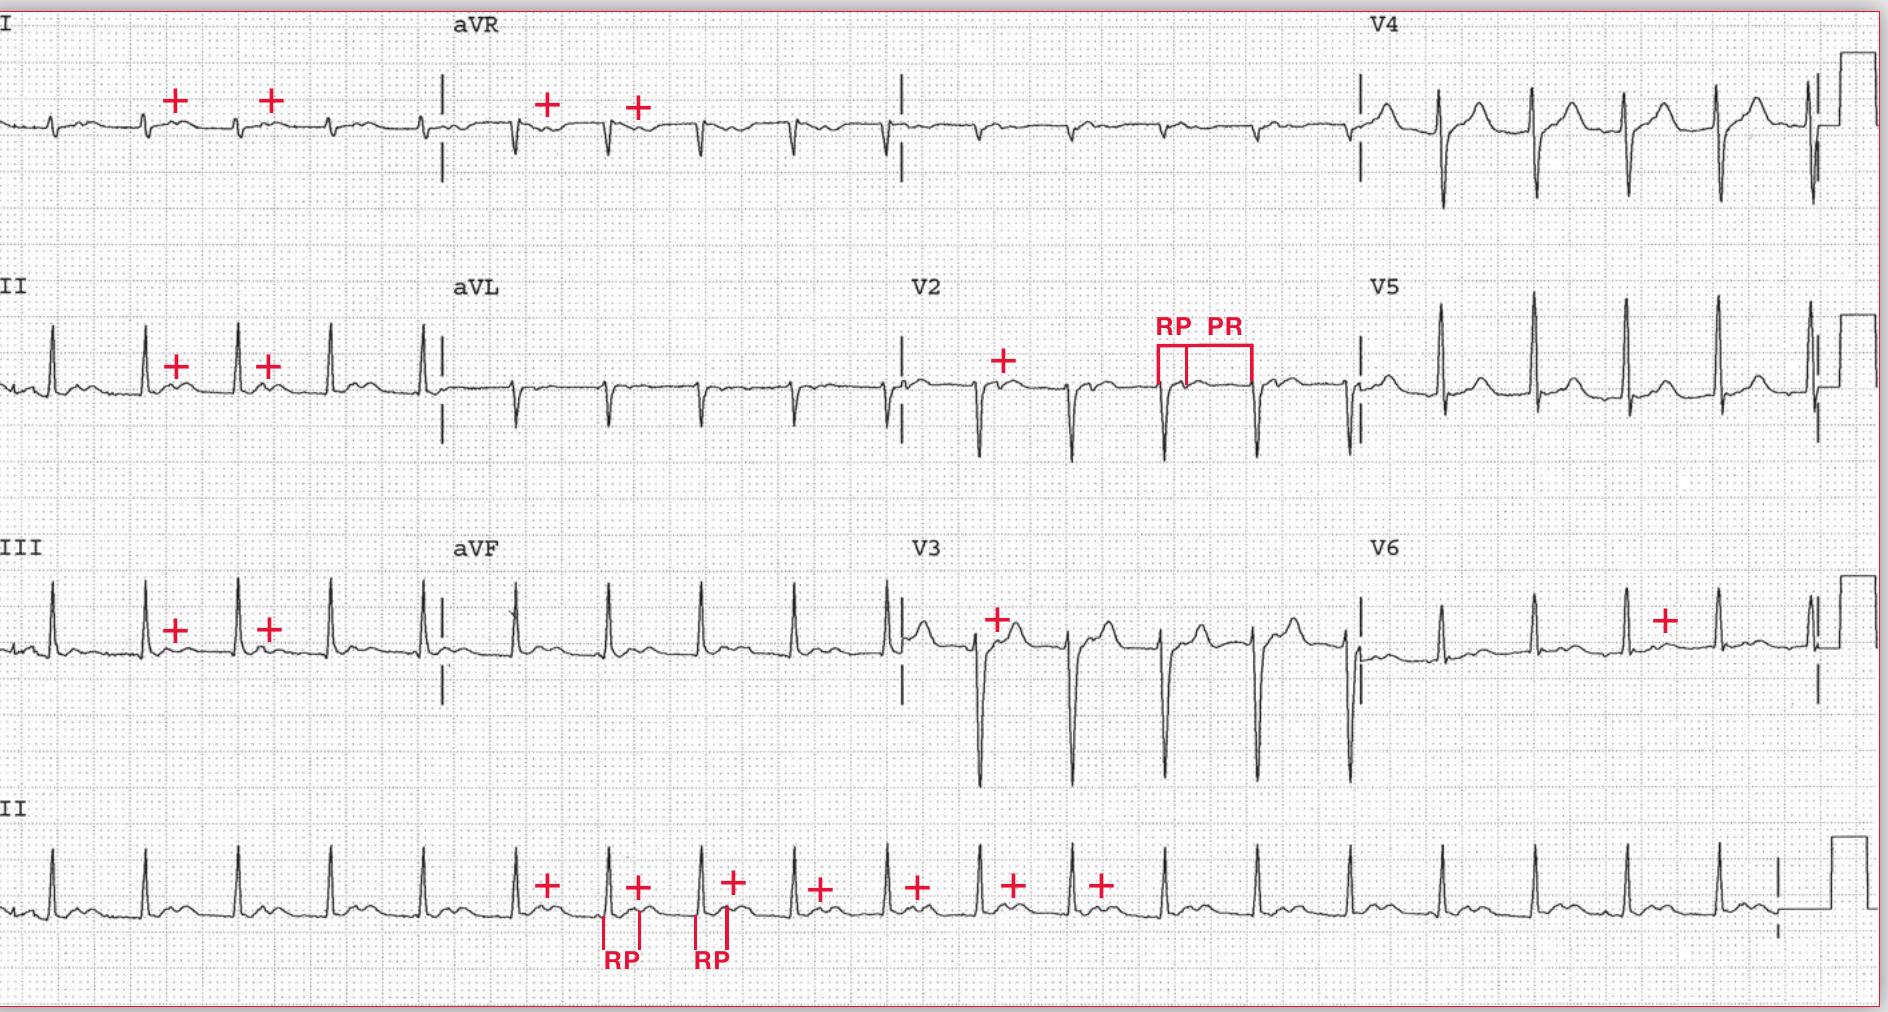 I aVR V4
II aVL V2 V5
RP PR
III aVF V3 V6
II
RP RP